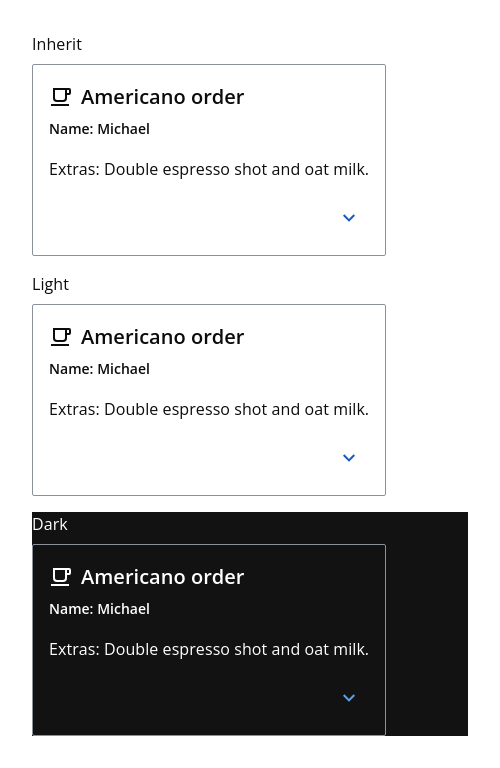 Inherit
Americano order
Name: Michael
Extras: Double espresso shot and oat milk.
Light
Americano order
Name: Michael
Extras: Double espresso shot and oat milk.
Dark
Americano order
Name: Michael
Extras: Double espresso shot and oat milk.